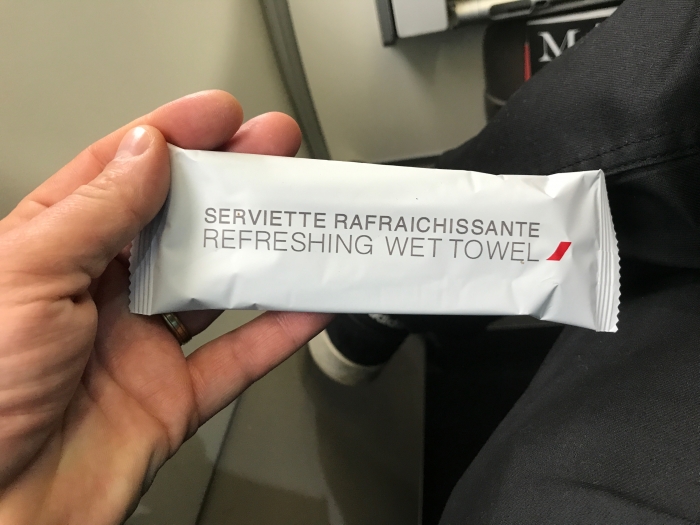 SERVIETTE RAFRAICHISSANTE
REFRESHING WET TOWEL